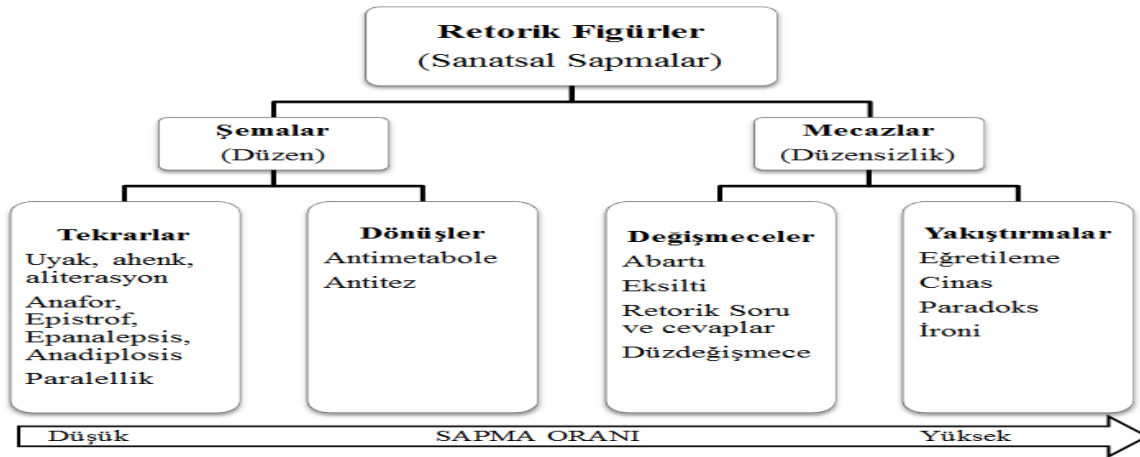 Retorik Figürler
(Sanatsal Sapmalar)
Şemalar
(Düzen)
Mecazlar
(Düzensizlik)
Tekrarlar
Uyak, ahenk,
aliterasyon
Anafor,
Epistrof,
Epanalepsis,
Anadiplosis
Paralellik
Dönüşler
Antimetabole
Antitez
Değişmeceler
Abartı
Eksilti
Retorik Soru
ve cevaplar
Düzdeğişmece
Yakıştırmalar
Eğretileme
Cinas
Paradoks
İroni
Düşük SAPMA ORANI Yüksek